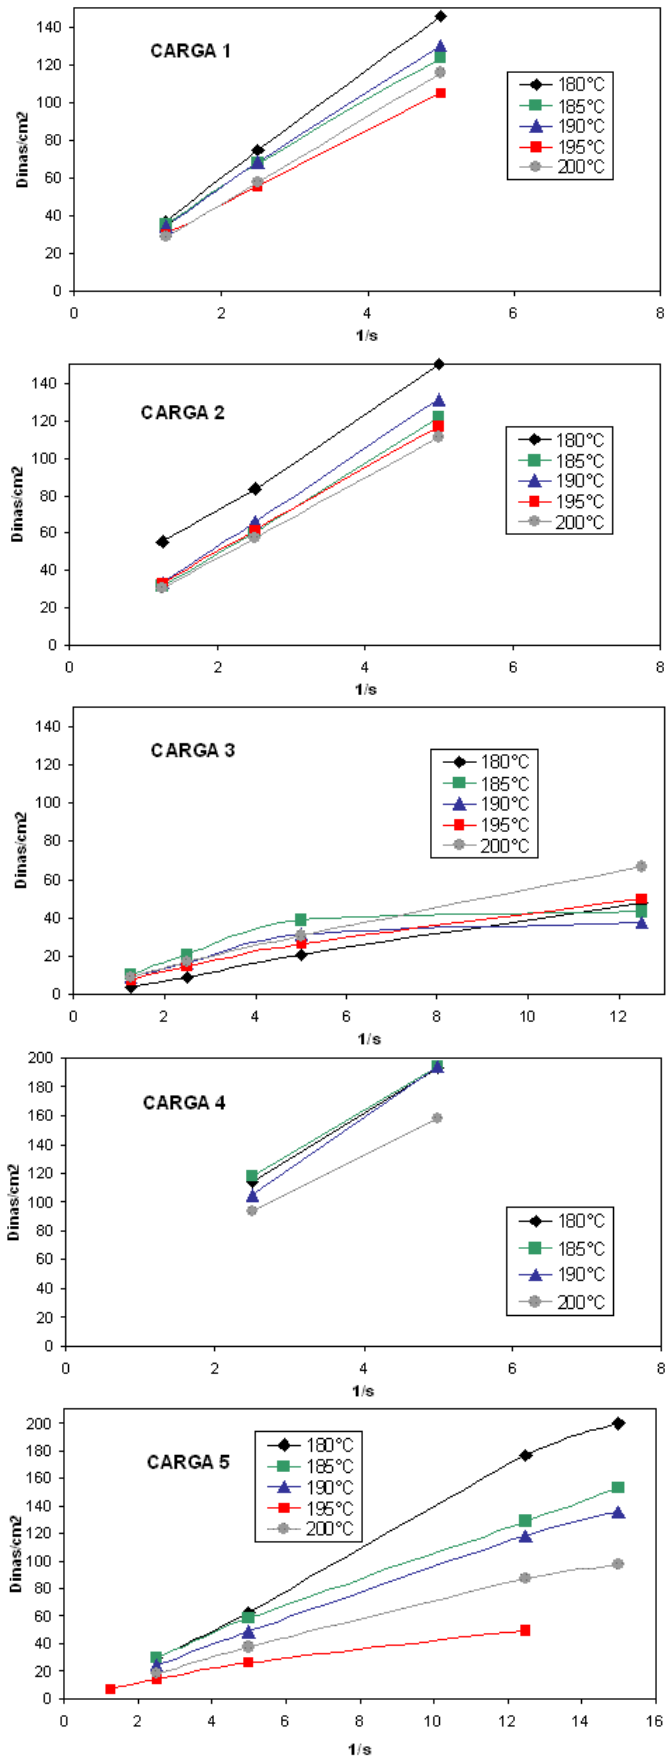 140
CARGA 1
120
180°C
100
185°C
80
190°C
195°C
60
200°C
40
20
0
Dinas/cm2
0 2 4 6 8
1/s
140
CARGA 2
120
180°C
100
185°C
80
190°C
195°C
60
200°C
40
20
0
Dinas/cm2
0 2 4 6 8
1/s
140
CARGA 3
120
180°C
100
185°C
190°C
80
195°C
200°C
60
40
20
0
Dinas/cm2
0 2 4 6 8 10 12
1/s
200
180
CARGA 4
160
140
120
100
180°C
80
185°C
60
190°C
40
200°C
20
0
Dinas/cm2
0 2 4 6 8
1/s
200
180°C
180
CARGA 5
185°C
160
190°C
140
195°C
200°C
120
100
80
60
40
20
0
Dinas/cm2
0 2 4 6 8 10 12 14 16
1/s